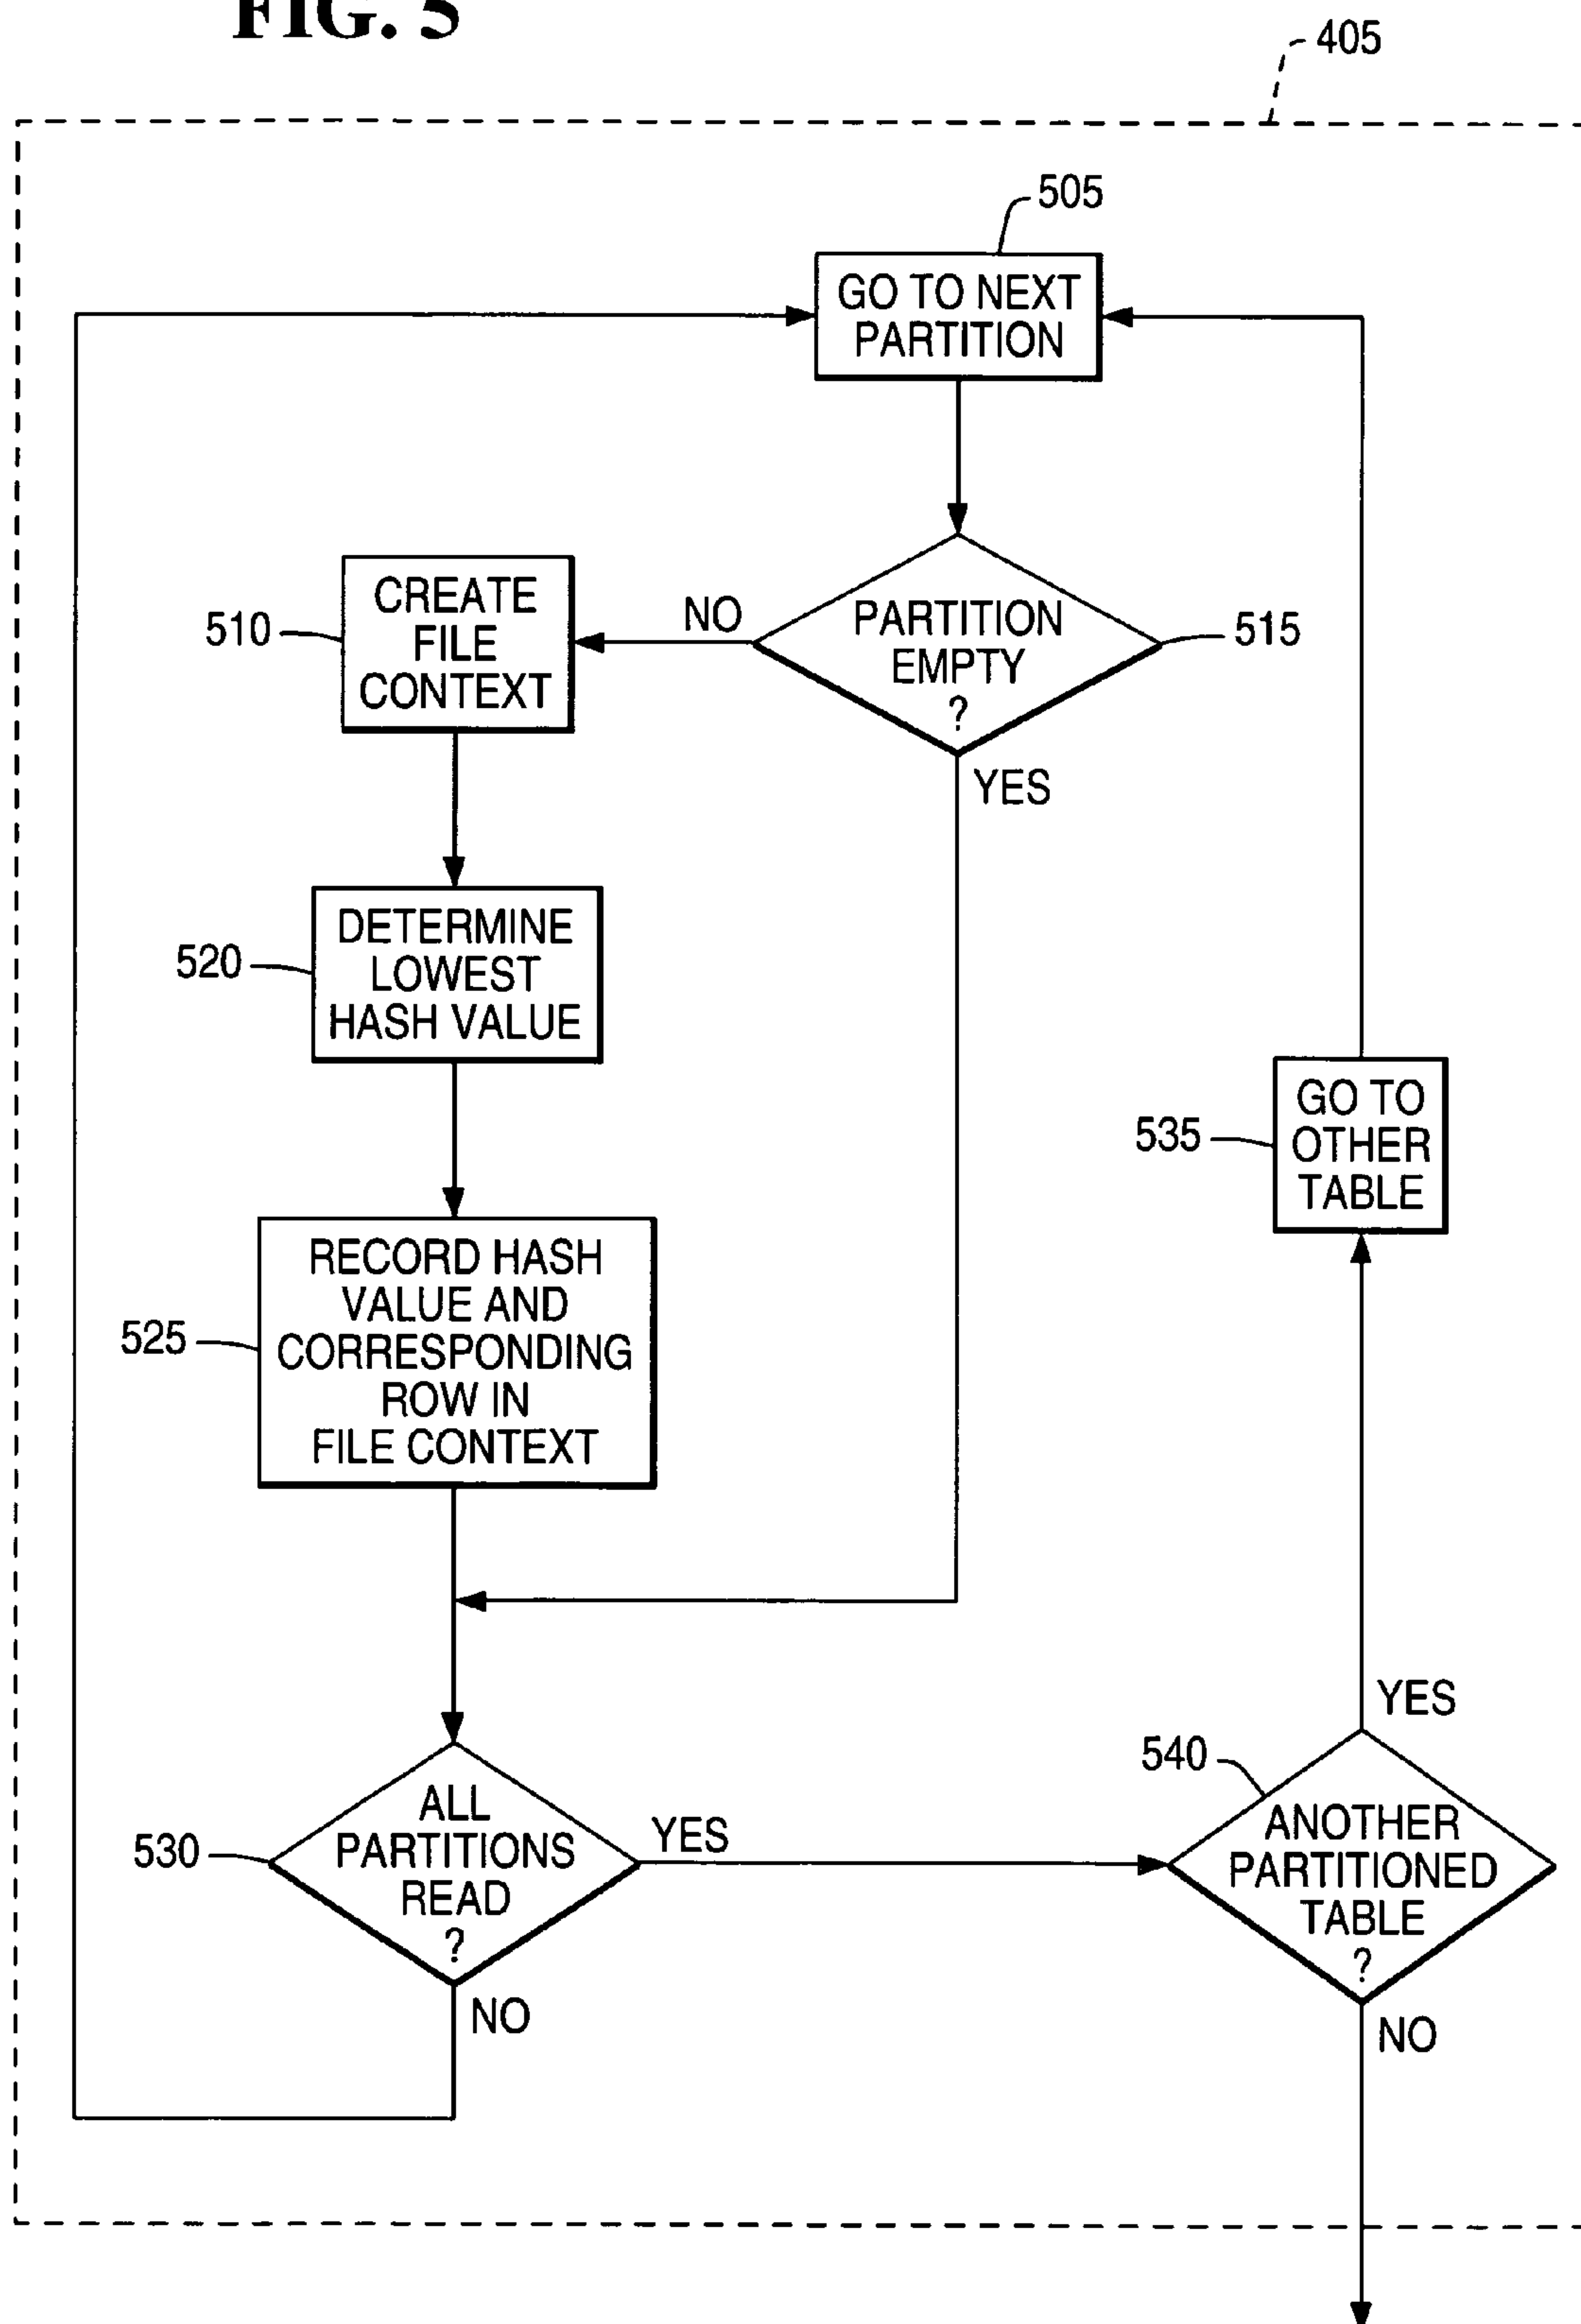 FIG. 5
405
505
GO TO NEXT
PARTITION
CREATE
FILE
CONTEXT
510
NO
PARTITION
EMPTY
?
515
YES
DETERMINE
LOWEST
HASH VALUE
520
GO TO
OTHER
TABLE
535
RECORD HASH
VALUE AND
CORRESPONDING
ROW IN
FILE CONTEXT
525
YES
540
ALL
PARTITIONS
READ
?
530
YES
ANOTHER
PARTITIONED
TABLE
?
NO
NO